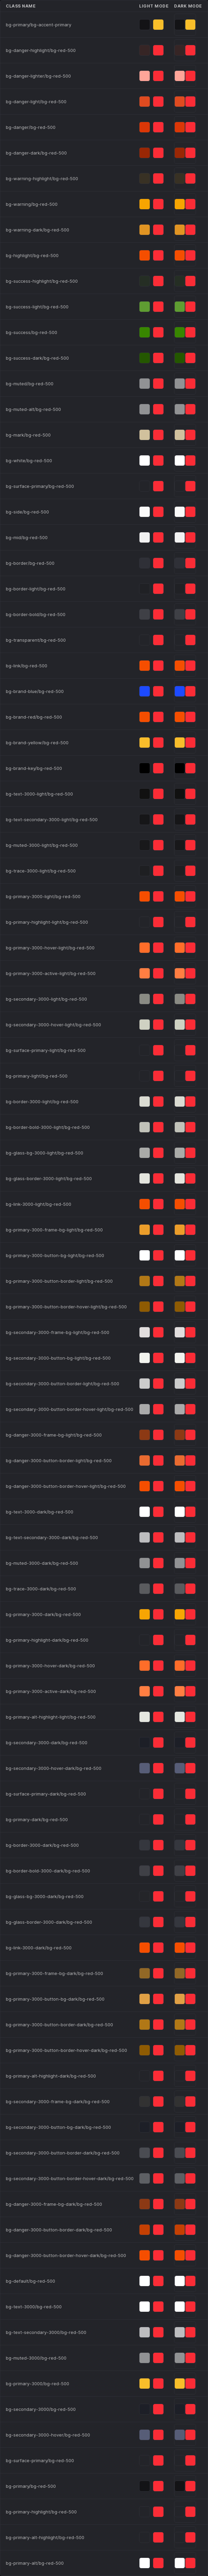 CLASS NAME LIGHT MODE DARK MODE
bg-primary/bg-accent-primary
bg-danger-highlight/bg-red-500
bg-danger-lighter/bg-red-500
bg-danger-light/bg-red-500
bg-danger/bg-red-500
bg-danger-dark/bg-red-500
bg-warning-highlight/bg-red-500
bg-warning/bg-red-500
bg-warning-dark/bg-red-500
bg-highlight/bg-red-500
bg-success-highlight/bg-red-500
bg-success-light/bg-red-500
bg-success/bg-red-500
bg-success-dark/bg-red-500
bg-muted/bg-red-500
bg-muted-alt/bg-red-500
bg-mark/bg-red-500
bg-white/bg-red-500
bg-surface-primary/bg-red-500
bg-side/bg-red-500
bg-mid/bg-red-500
bg-border/bg-red-500
bg-border-light/bg-red-500
bg-border-bold/bg-red-500
bg-transparent/bg-red-500
bg-link/bg-red-500
bg-brand-blue/bg-red-500
bg-brand-red/bg-red-500
bg-brand-yellow/bg-red-500
bg-brand-key/bg-red-500
bg-text-3000-light/bg-red-500
bg-text-secondary-3000-light/bg-red-500
bg-muted-3000-light/bg-red-500
bg-trace-3000-light/bg-red-500
bg-primary-3000-light/bg-red-500
bg-primary-highlight-light/bg-red-500
bg-primary-3000-hover-light/bg-red-500
bg-primary-3000-active-light/bg-red-500
bg-secondary-3000-light/bg-red-500
bg-secondary-3000-hover-light/bg-red-500
bg-surface-primary-light/bg-red-500
bg-primary-light/bg-red-500
bg-border-3000-light/bg-red-500
bg-border-bold-3000-light/bg-red-500
bg-glass-bg-3000-light/bg-red-500
bg-glass-border-3000-light/bg-red-500
bg-link-3000-light/bg-red-500
bg-primary-3000-frame-bg-light/bg-red-500
bg-primary-3000-button-bg-light/bg-red-500
bg-primary-3000-button-border-light/bg-red-500
bg-primary-3000-button-border-hover-light/bg-red-500
bg-secondary-3000-frame-bg-light/bg-red-500
bg-secondary-3000-button-bg-light/bg-red-500
bg-secondary-3000-button-border-light/bg-red-500
bg-secondary-3000-button-border-hover-light/bg-red-500
bg-danger-3000-frame-bg-light/bg-red-500
bg-danger-3000-button-border-light/bg-red-500
bg-danger-3000-button-border-hover-light/bg-red-500
bg-text-3000-dark/bg-red-500
bg-text-secondary-3000-dark/bg-red-500
bg-muted-3000-dark/bg-red-500
bg-trace-3000-dark/bg-red-500
bg-primary-3000-dark/bg-red-500
bg-primary-highlight-dark/bg-red-500
bg-primary-3000-hover-dark/bg-red-500
bg-primary-3000-active-dark/bg-red-500
bg-primary-alt-highlight-light/bg-red-500
bg-secondary-3000-dark/bg-red-500
bg-secondary-3000-hover-dark/bg-red-500
bg-surface-primary-dark/bg-red-500
bg-primary-dark/bg-red-500
bg-border-3000-dark/bg-red-500
bg-border-bold-3000-dark/bg-red-500
bg-glass-bg-3000-dark/bg-red-500
bg-glass-border-3000-dark/bg-red-500
bg-link-3000-dark/bg-red-500
bg-primary-3000-frame-bg-dark/bg-red-500
bg-primary-3000-button-bg-dark/bg-red-500
bg-primary-3000-button-border-dark/bg-red-500
bg-primary-3000-button-border-hover-dark/bg-red-500
bg-primary-alt-highlight-dark/bg-red-500
bg-secondary-3000-frame-bg-dark/bg-red-500
bg-secondary-3000-button-bg-dark/bg-red-500
bg-secondary-3000-button-border-dark/bg-red-500
bg-secondary-3000-button-border-hover-dark/bg-red-500
bg-danger-3000-frame-bg-dark/bg-red-500
bg-danger-3000-button-border-dark/bg-red-500
bg-danger-3000-button-border-hover-dark/bg-red-500
bg-default/bg-red-500
bg-text-3000/bg-red-500
bg-text-secondary-3000/bg-red-500
bg-muted-3000/bg-red-500
bg-primary-3000/bg-red-500
bg-secondary-3000/bg-red-500
bg-secondary-3000-hover/bg-red-500
bg-surface-primary/bg-red-500
bg-primary/bg-red-500
bg-primary-highlight/bg-red-500
bg-primary-alt-highlight/bg-red-500
bg-primary-alt/bg-red-500